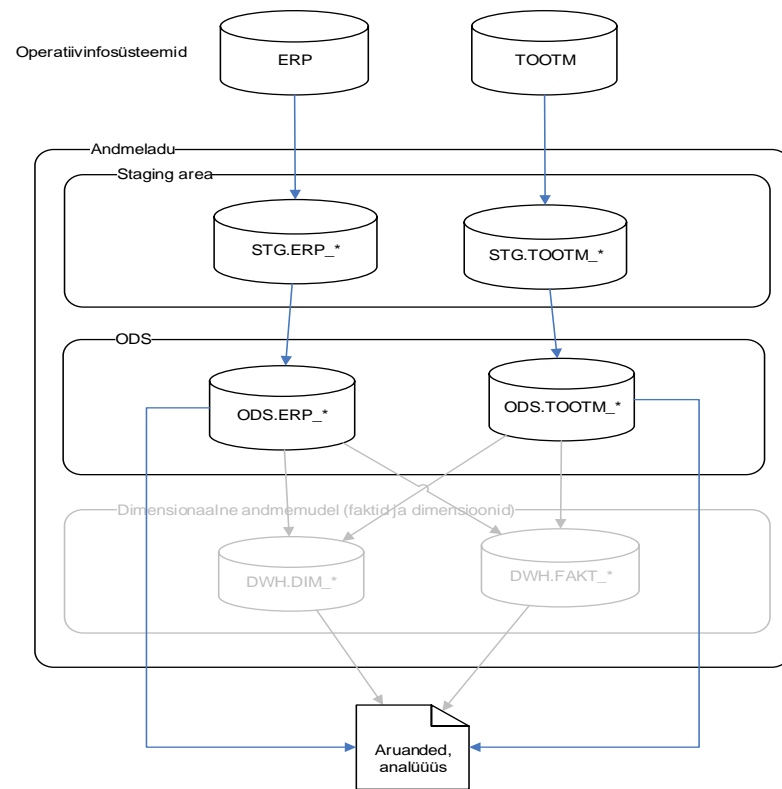 Operatiivinfosüsteemid
ERP
TOOTM
Andmeladu
Staging area
STG.ERP_*
STG.TOOTM_*
ODS
ODS.ERP_*
ODS.TOOTM_*
Dimensionaalne andmemudel (faktid ja dimensioonid)
DWH.DIM_*
DWH.FAKT_*
Aruanded,
analüüüs